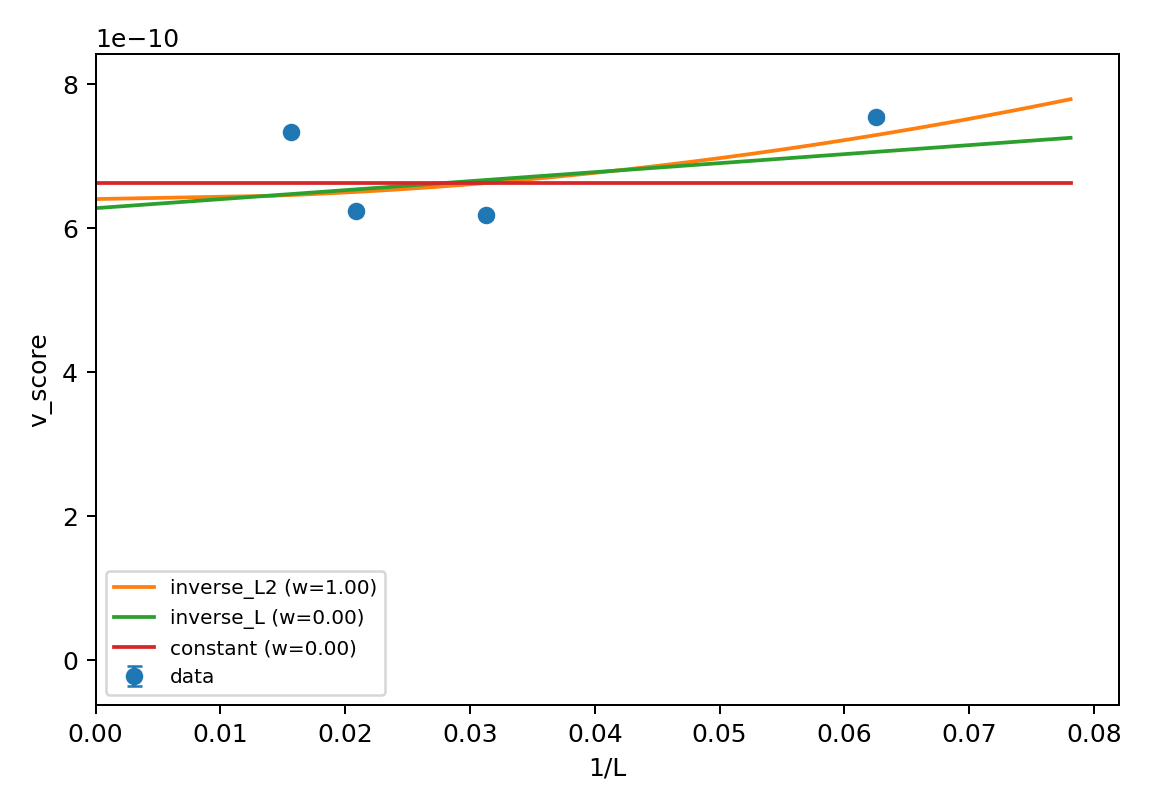 1e−10
8
6
4
2
0
v_score
inverse_L2 (w=1.00)
inverse_L (w=0.00)
constant (w=0.00)
data
0.00 0.01 0.02 0.03 0.04 0.05 0.06 0.07 0.08
1/L